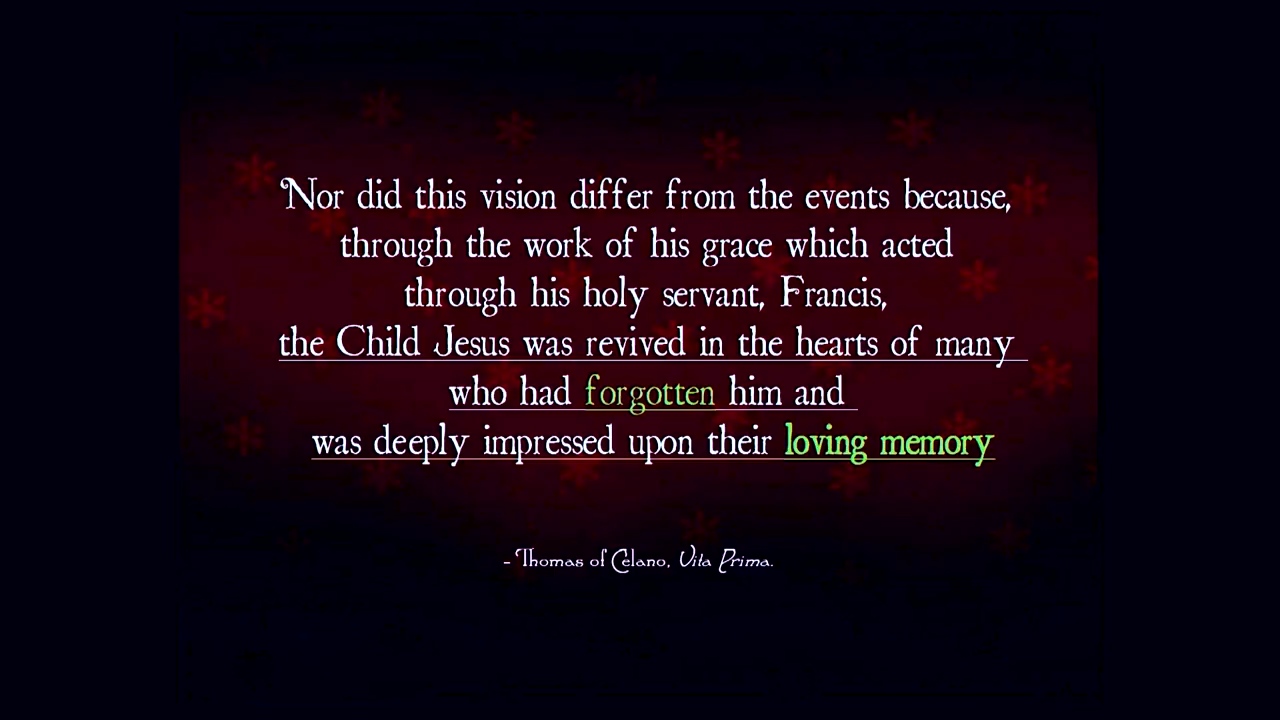 Nor did this vision differ from the events because,
through the work of his grace which acted
through his holy servant, Francis,
the Child Jesus was revived in the hearts of many
who had forgotten him and
was deeply impressed upon their loving memory
- Thomas of Celano, Vita Prima.